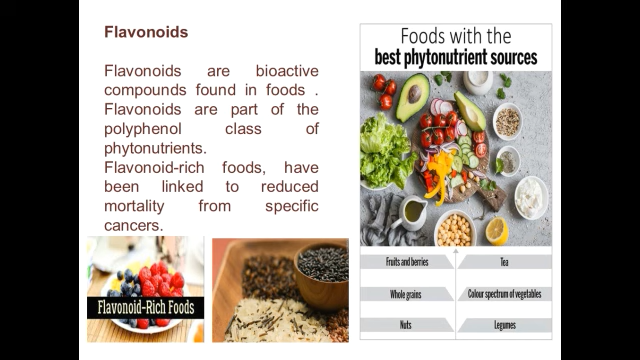 Flavonoids
Flavonoids are bioactive
compounds found in foods .
Flavonoids are part of the
polyphenol class of
phytonutrients.
Flavonoid-rich foods, have
been linked to reduced
mortality from specific
cancers.
Flavonoid-Rich Foods
Foods with the
best phytonutrient sources
Fruits and berries
Tea
Whole grains
Colour spectrum of vegetables
Nuts
Legumes